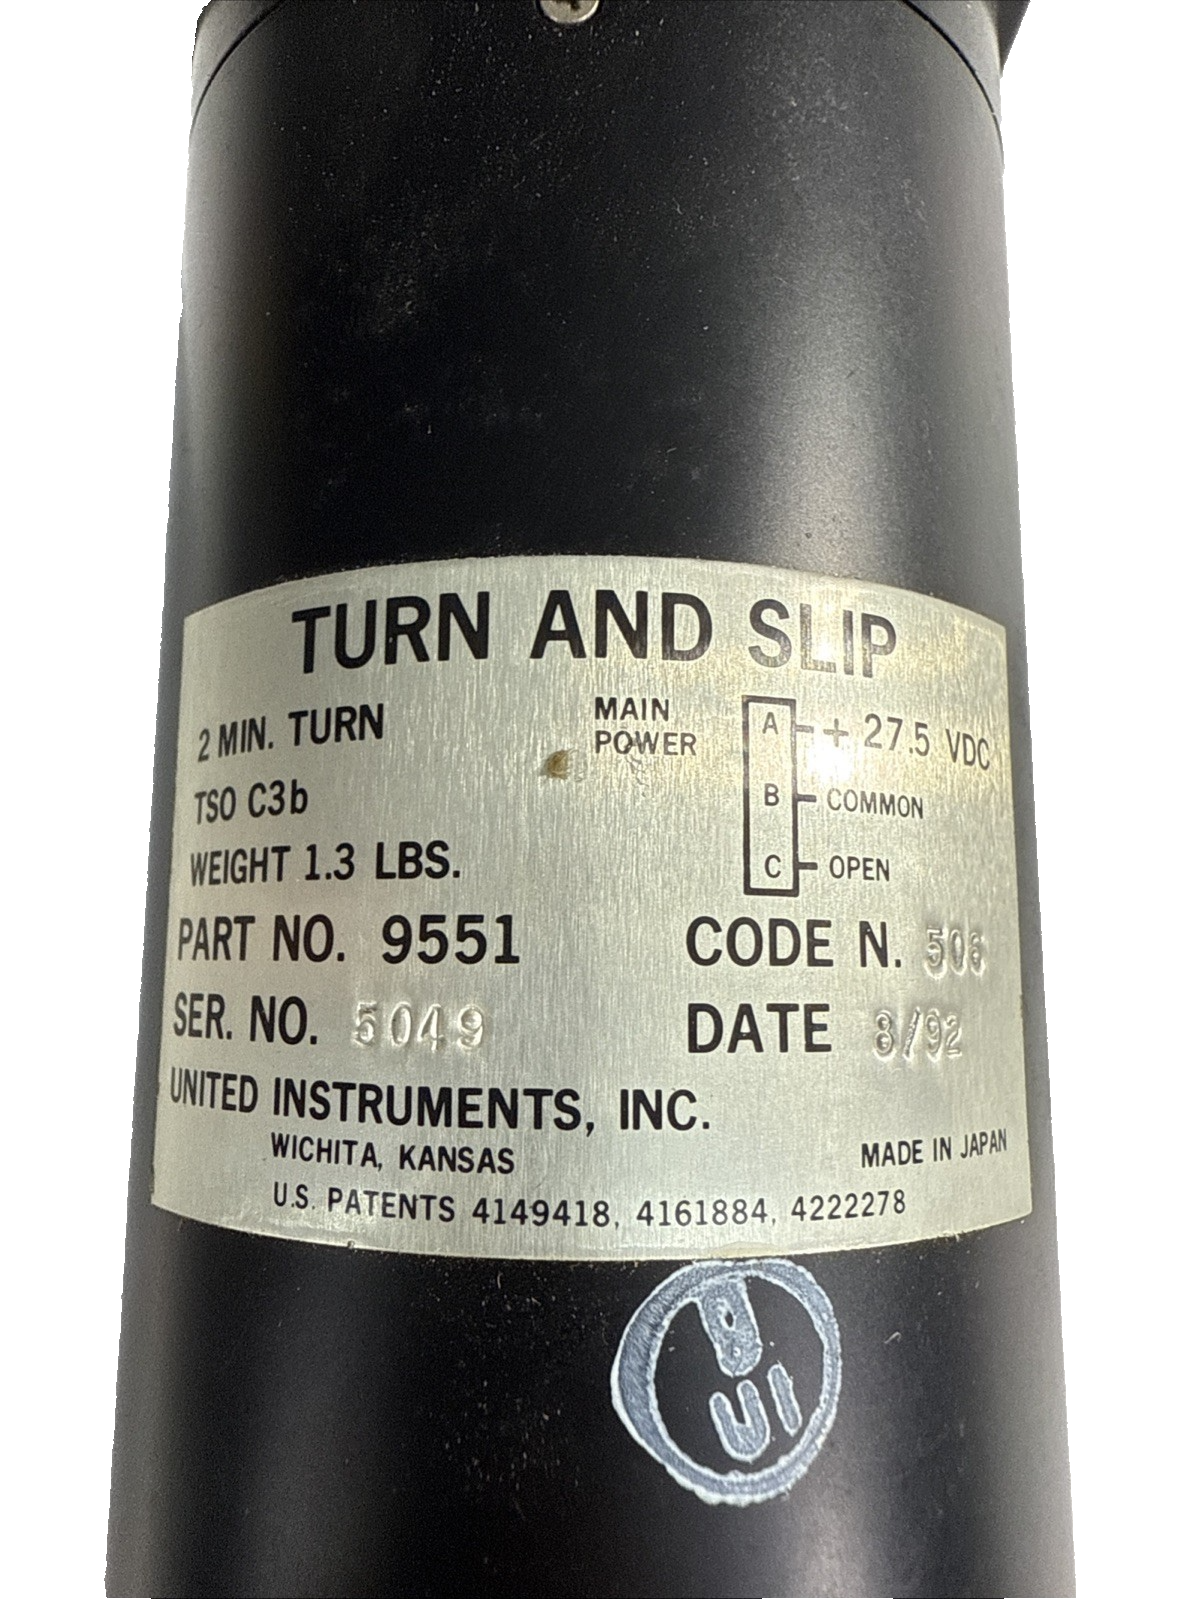 TURN AND SLIP
2 MIN. TURN
MAIN POWER
A + 27.5 VDC
TSO C3b
B COMMON
WEIGHT 1.3 LBS.
C OPEN
PART NO. 9551
CODE N.
SER. NO. 5049
DATE 8/92
UNITED INSTRUMENTS, INC.
WICHITA, KANSAS
MADE IN JAPAN
U.S. PATENTS 4149418, 4161884, 4222278
UI